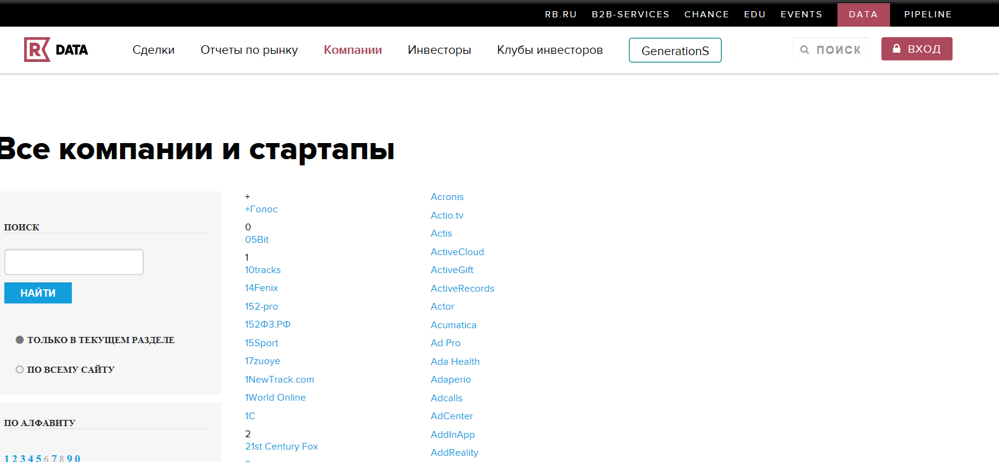 RB.RU B2B-SERVICES CHANCE EDU EVENTS DATA PIPELINE
R DATA Сделки Отчеты по рынку Компании Инвесторы Клубы инвесторов GenerationS ПОИСК ВХОД
Все компании и стартапы
ПОИСК
НАЙТИ
ТОЛЬКО В ТЕКУЩЕМ РАЗДЕЛЕ
ПО ВСЕМУ САЙТУ
ПО АЛФАВИТУ
1 2 3 4 5 6 7 8 9 0
+
+Голос
0
05Bit
1
10tracks
14Fenix
152-pro
152ФЗ.РФ
15Sport
17zuoye
1NewTrack.com
1World Online
1С
2
21st Century Fox
Acronis
Actio.tv
Actis
ActiveCloud
ActiveGift
ActiveRecords
Actor
Acumatica
Ad Pro
Ada Health
Adaperio
Adcalls
AdCenter
AddInApp
AddReality